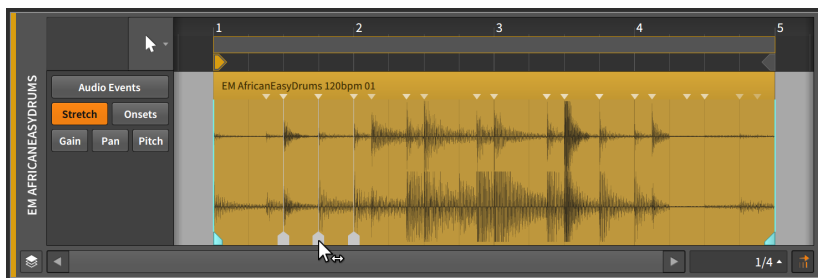 1 2 3 4 5
EM AFRICANEASYDRUMS
Audio Events
EM AfricanEasyDrums 120bpm 01
Stretch Onsets
Gain Pan Pitch
1/4